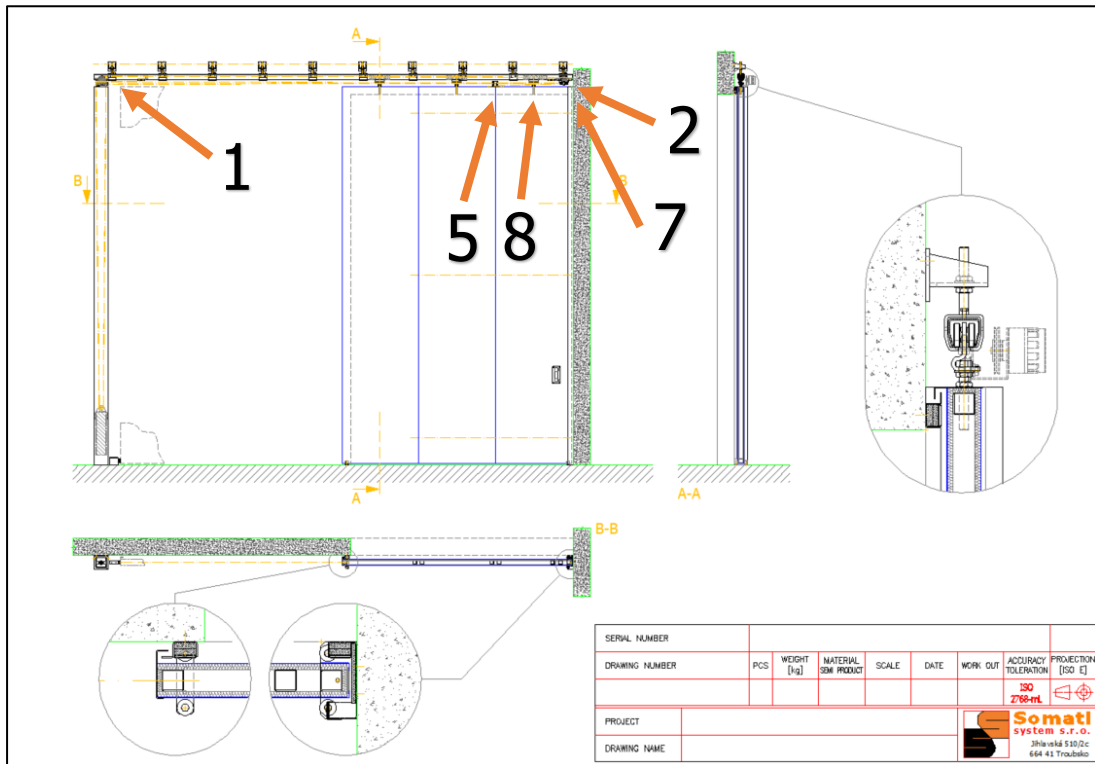 A
1
2
B
B
5
8
7
A
A-A
B-B
SERIAL NUMBER
DRAWING NUMBER
PCS
WEIGHT
[kg]
MATERIAL
SEMI PRODUCT
SCALE
DATE
WORK OUT
ACCURACY
TOLERATION
PROJECTION
[ISO E]
ISO
2768-mL
PROJECT
DRAWING NAME
Somati
system s.r.o.
Jihlavská 510/2c
664 41 Troubsko